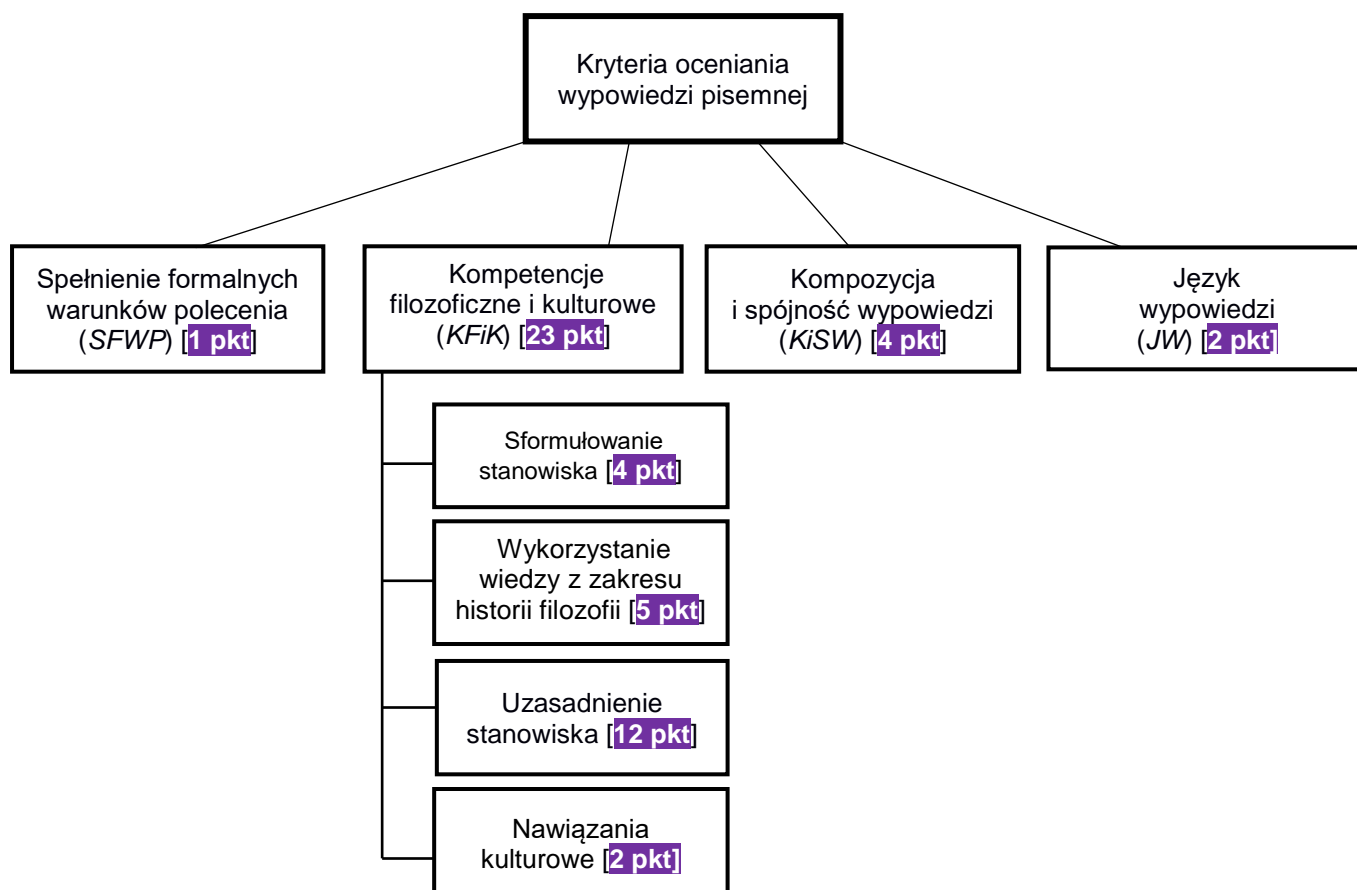 Kryteria oceniania
wypowiedzi pisemnej
Spełnienie formalnych
warunków polecenia
(SFWP) [1 pkt]
Kompetencje
filozoficzne i kulturowe
(KFiK) [23 pkt]
Kompozycja
i spójność wypowiedzi
(KiSW) [4 pkt]
Język
wypowiedzi
(JW) [2 pkt]
Sformułowanie
stanowiska [4 pkt]
Wykorzystanie
wiedzy z zakresu
historii filozofii [5 pkt]
Uzasadnienie
stanowiska [12 pkt]
Nawiązania
kulturowe [2 pkt]